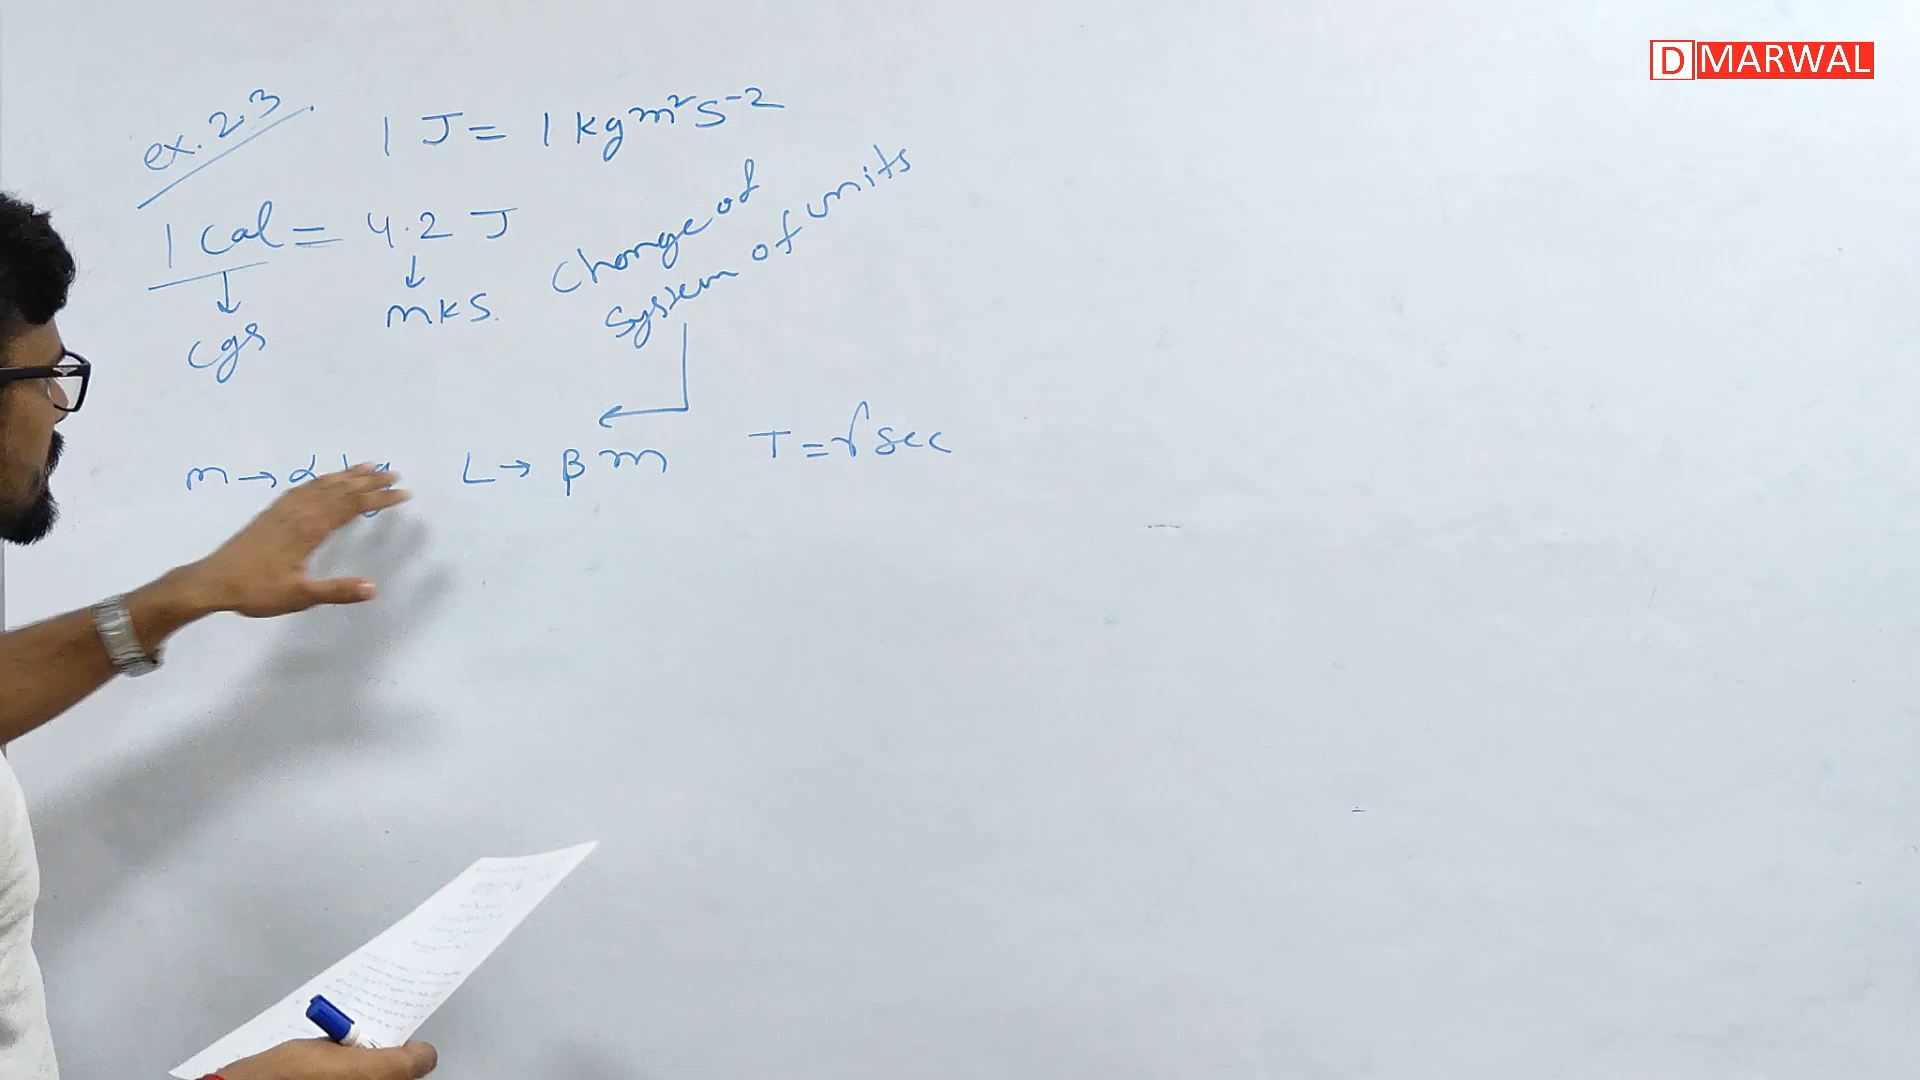 D MARWAL
ex. 2.3
1 J = 1 kg m² S⁻²
1 Cal = 4.2 J
↓ ↓
cgs MKS.
Change of
System of units
m → α kg L → β m T = γ sec